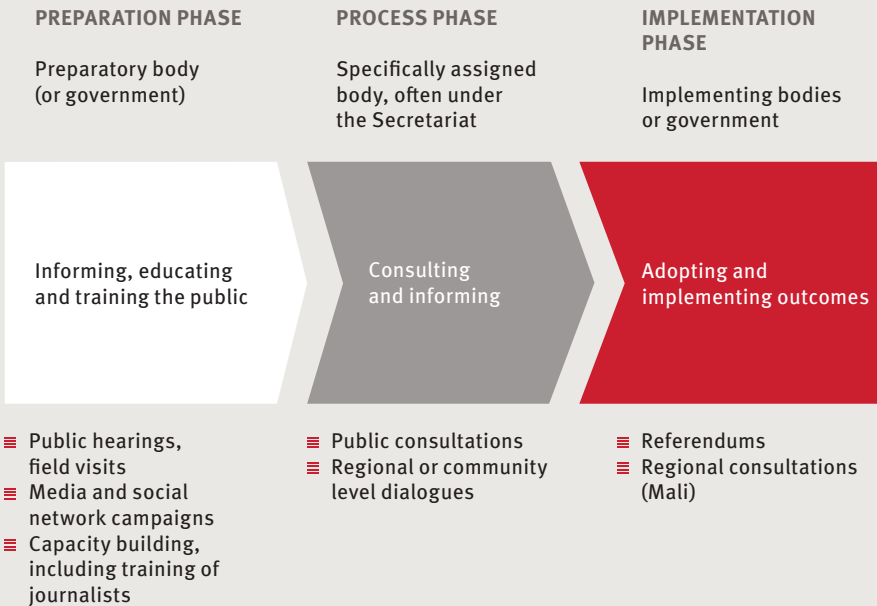 PREPARATION PHASE
Preparatory body
(or government)
PROCESS PHASE
Specifically assigned
body, often under
the Secretariat
IMPLEMENTATION
PHASE
Implementing bodies
or government
Informing, educating
and training the public
Consulting
and informing
Adopting and
implementing outcomes
Public hearings,
field visits
Media and social
network campaigns
Capacity building,
including training of
journalists
Public consultations
Regional or community
level dialogues
Referendums
Regional consultations
(Mali)